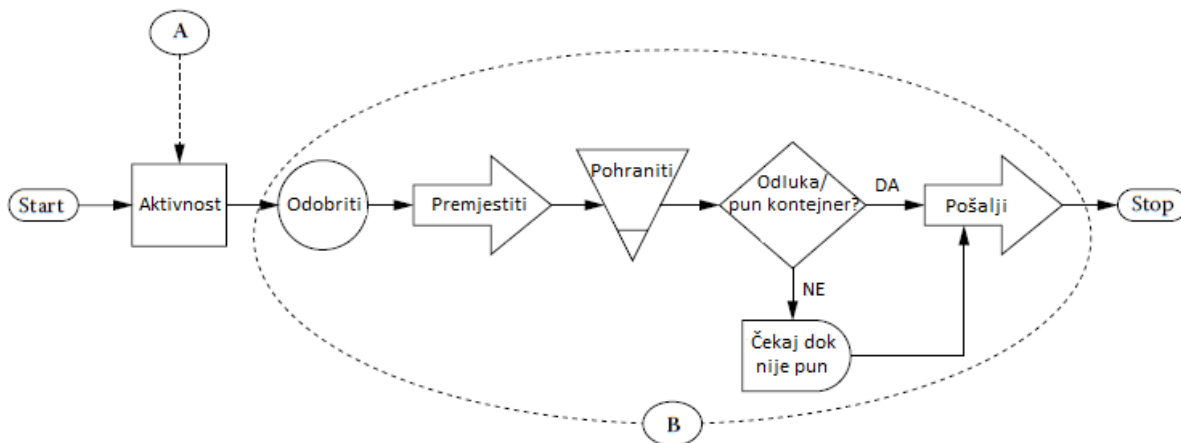 A
Start
Aktivnost
Odobriti
Premjestiti
Pohraniti
Odluka/
pun kontejner?
DA
Pošalji
Stop
NE
Čekaj dok
nije pun
B